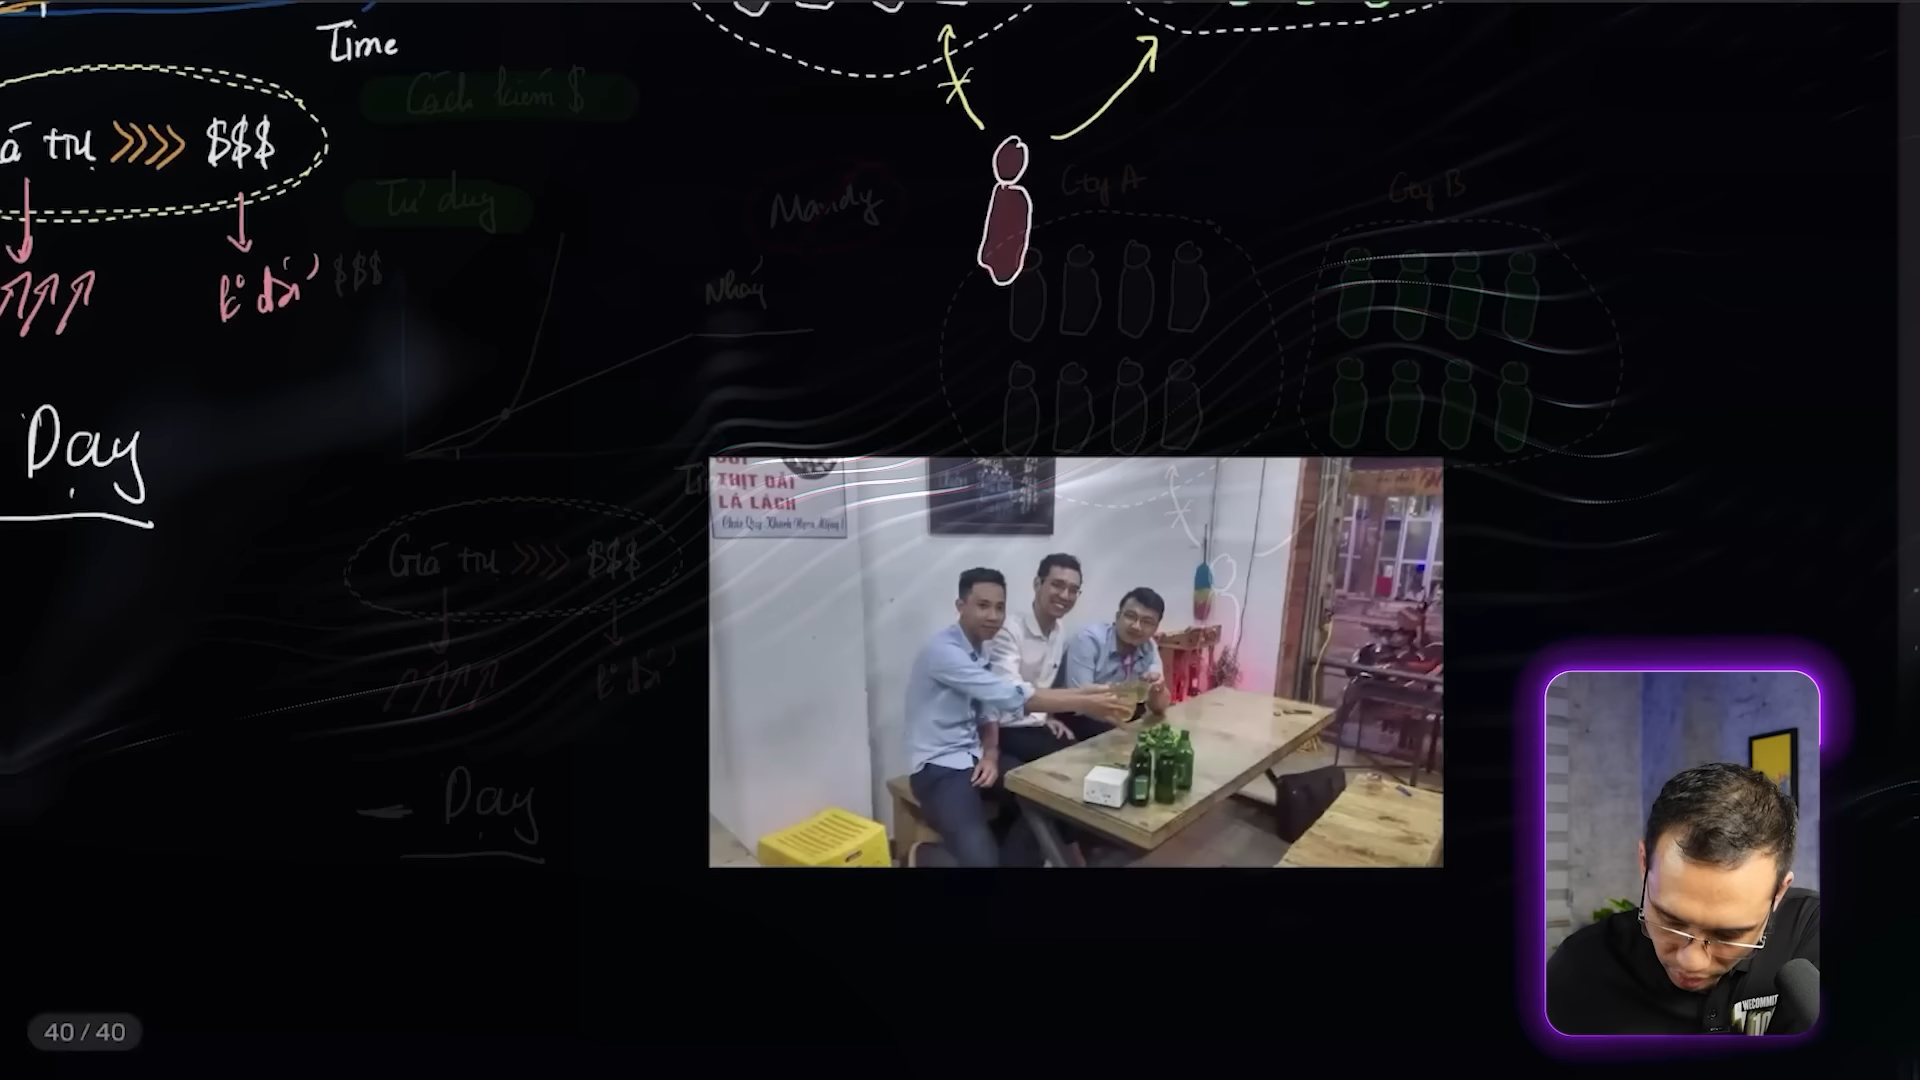 Time
Cách kiếm $
trị >>>> $$$
Tư duy
Mandy
Cty A
Cty B
$$$
Nhảy
Dạy
THỊT DẢI
LÁ LÁCH
Giá trị >>>> $$$
Dạy
WECOMMIT
40 / 40